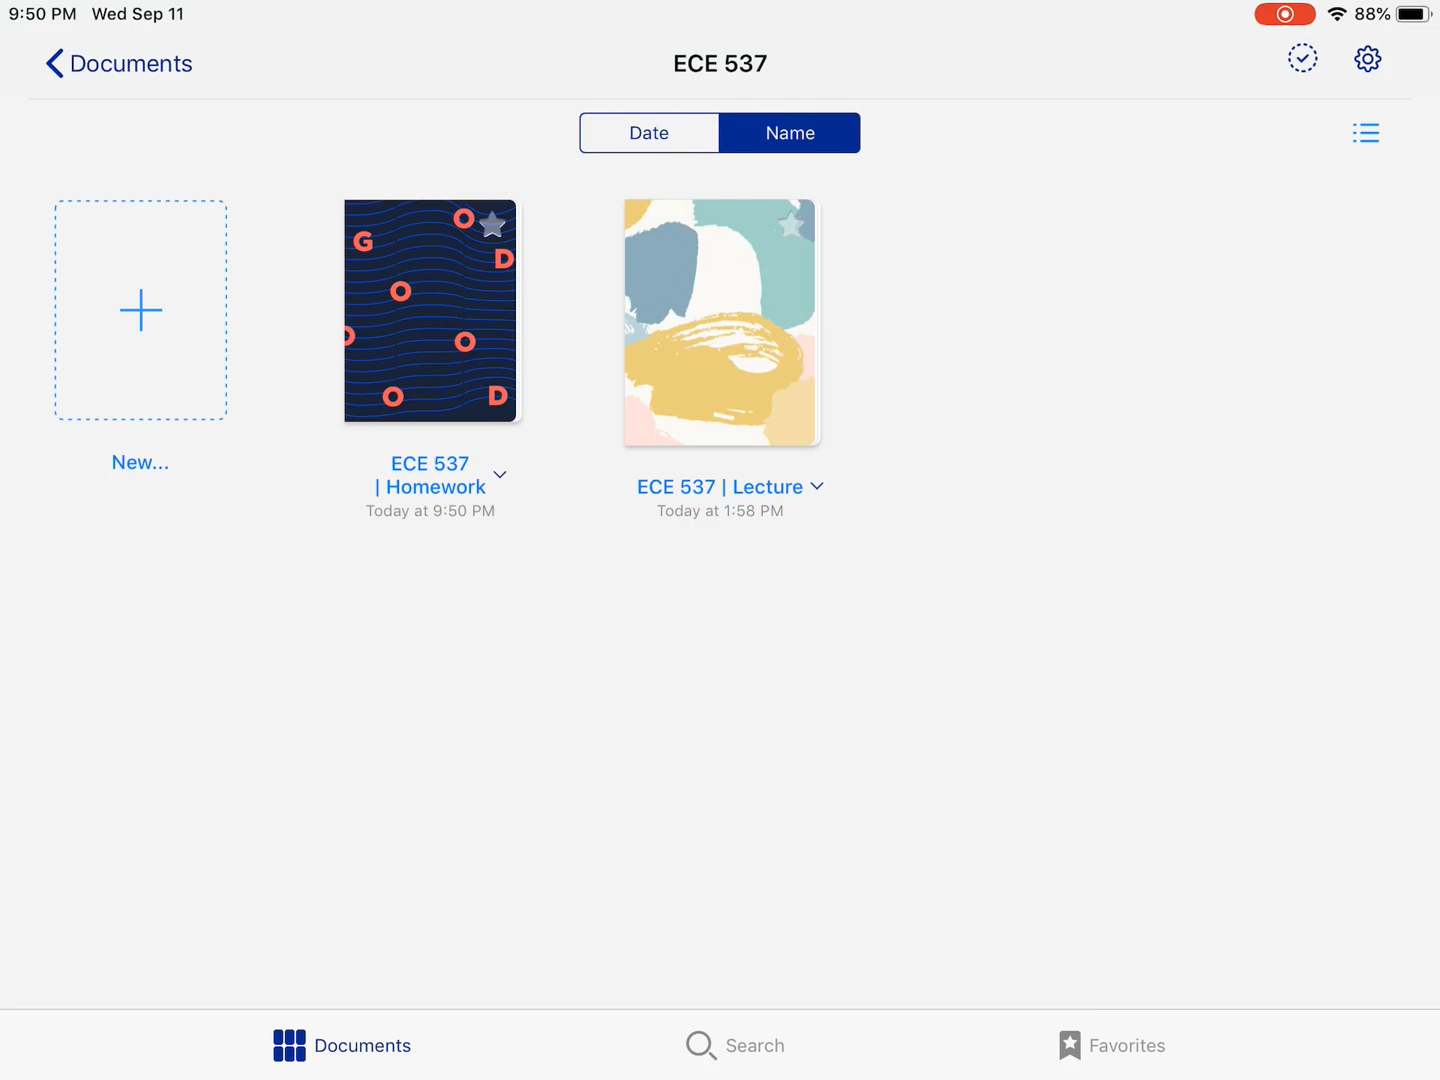 9:50 PM Wed Sep 11 88%
Documents
ECE 537
Date Name
G O D
O
O
O
O D
New...
ECE 537
| Homework
Today at 9:50 PM
ECE 537 | Lecture
Today at 1:58 PM
Documents Search Favorites